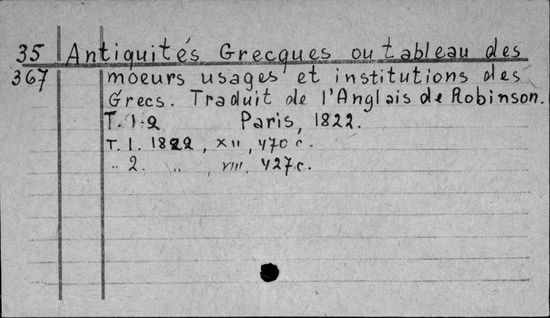 35 Antiquités Grecques ou tableau des
367 moeurs usages et institutions des
Grecs. Traduit de l'Anglais de Robinson.
T. 1-2 Paris, 1822.
T. 1. 1822, XII, 470 c.
" 2. " , VIII, 427 c.